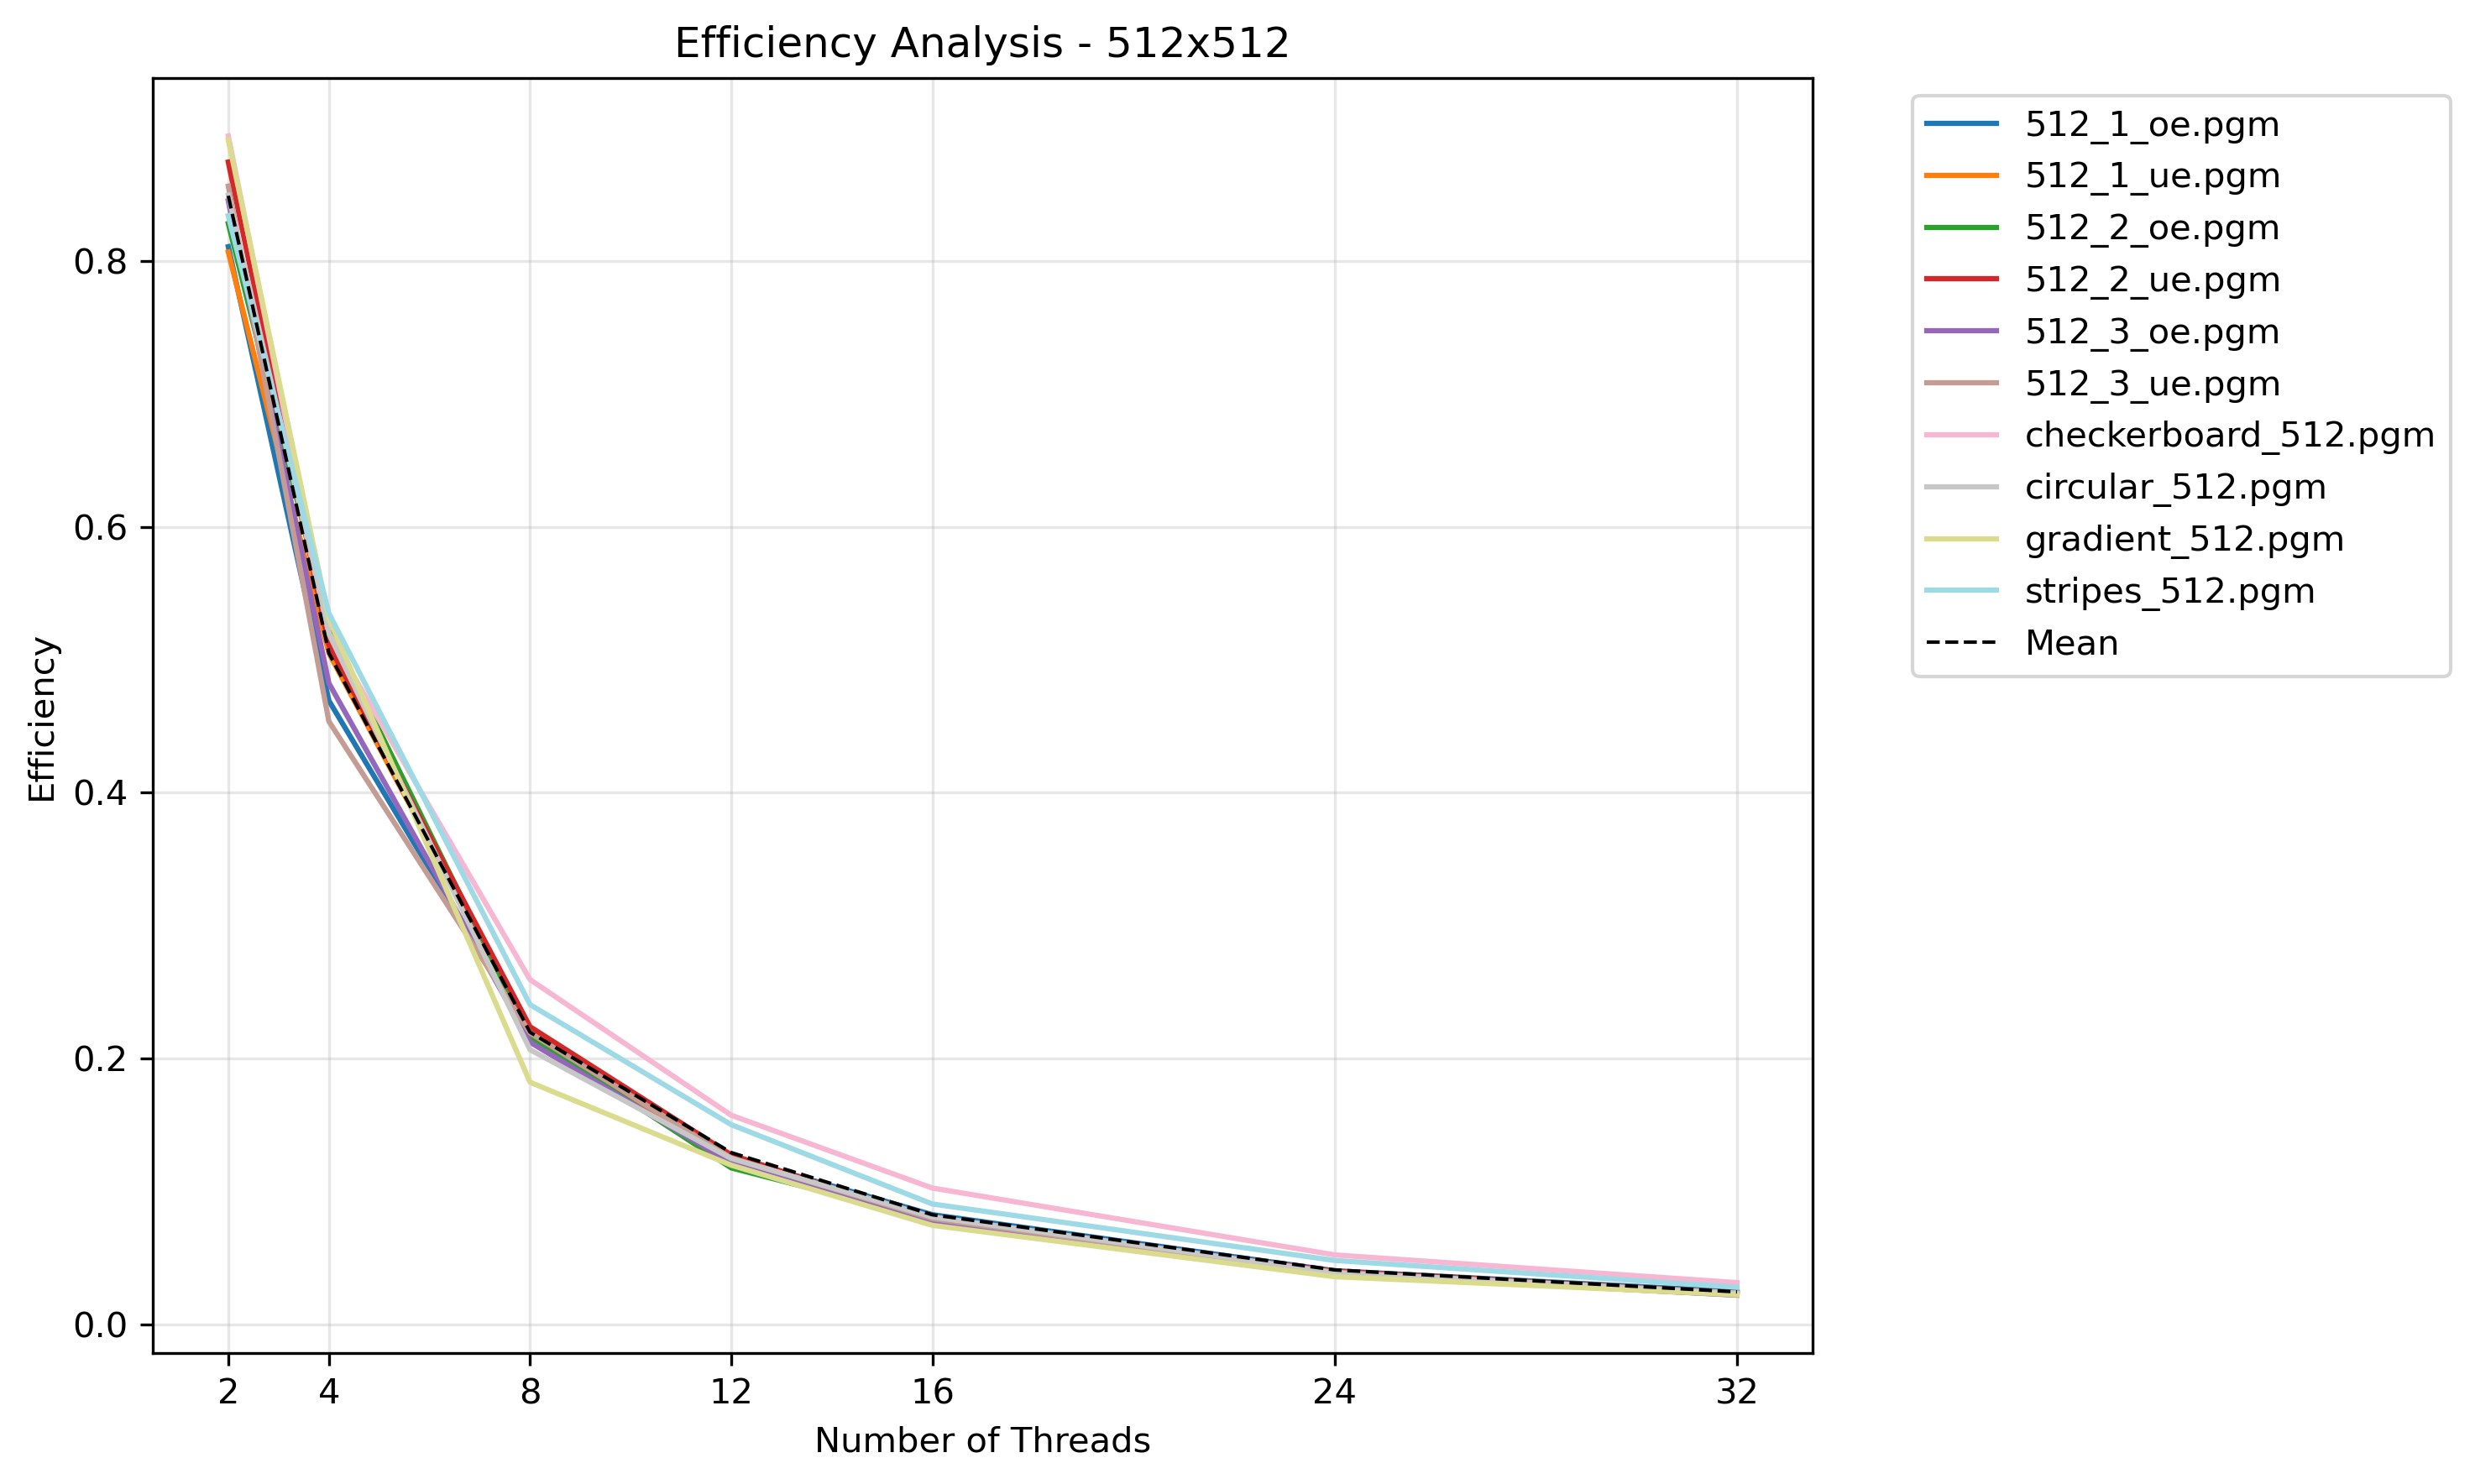 Efficiency Analysis - 512x512
Efficiency
0.8
0.6
0.4
0.2
0.0
2 4 8 12 16 24 32
Number of Threads
512_1_oe.pgm
512_1_ue.pgm
512_2_oe.pgm
512_2_ue.pgm
512_3_oe.pgm
512_3_ue.pgm
checkerboard_512.pgm
circular_512.pgm
gradient_512.pgm
stripes_512.pgm
Mean